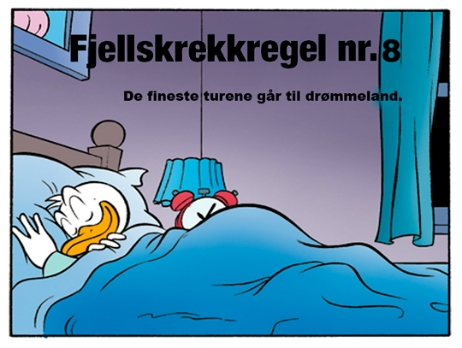 Fjellskrekkregel nr.8
De fineste turene går til drømmeland.